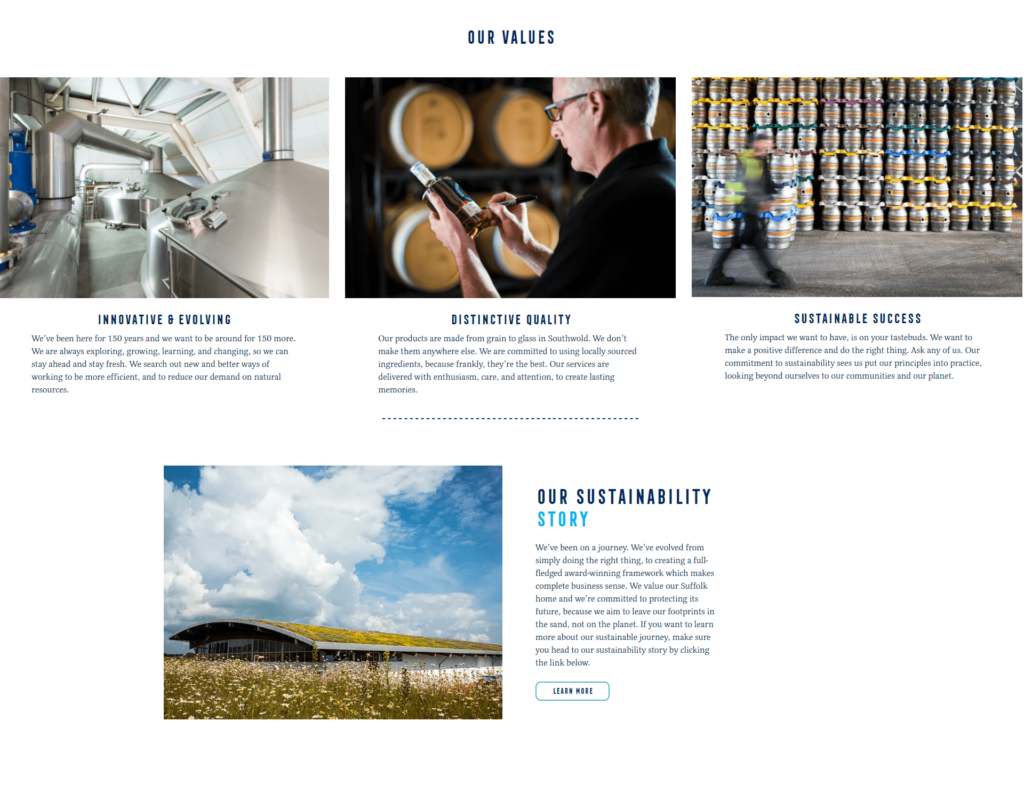 OUR VALUES
INNOVATIVE & EVOLVING
We've been here for 150 years and we want to be around for 150 more.
We are always exploring, growing, learning, and changing, so we can
stay ahead and stay fresh. We search out new and better ways of
working to be more efficient, and to reduce our demand on natural
resources.
DISTINCTIVE QUALITY
Our products are made from grain to glass in Southwold. We don't
make them anywhere else. We are committed to using locally sourced
ingredients, because frankly, they're the best. Our services are
delivered with enthusiasm, care, and attention, to create lasting
memories.
SUSTAINABLE SUCCESS
The only impact we want to have, is on your tastebuds. We want to
make a positive difference and do the right thing. Ask any of us. Our
commitment to sustainability sees us put our principles into practice,
looking beyond ourselves to our communities and our planet.
OUR SUSTAINABILITY
STORY
We've been on a journey. We've evolved from
simply doing the right thing, to creating a full-
fledged award-winning framework which makes
complete business sense. We value our Suffolk
home and we're committed to protecting its
future, because we aim to leave our footprints in
the sand, not on the planet. If you want to learn
more about our sustainable journey, make sure
you head to our sustainability story by clicking
the link below.
LEARN MORE